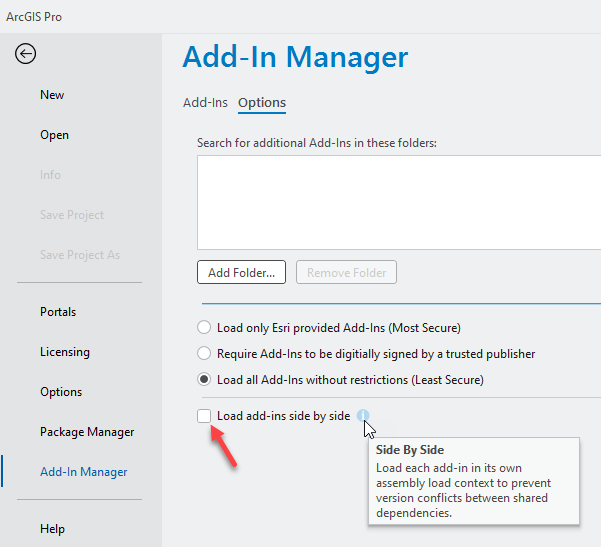 ArcGIS Pro
Add-In Manager
New
Open
Info
Save Project
Save Project As
Portals
Licensing
Options
Package Manager
Add-In Manager
Help
Add-Ins Options
Search for additional Add-Ins in these folders:
Add Folder... Remove Folder
Load only Esri provided Add-Ins (Most Secure)
Require Add-Ins to be digitially signed by a trusted publisher
Load all Add-Ins without restrictions (Least Secure)
Load add-ins side by side i
Side By Side
Load each add-in in its own
assembly load context to prevent
version conflicts between shared
dependencies.